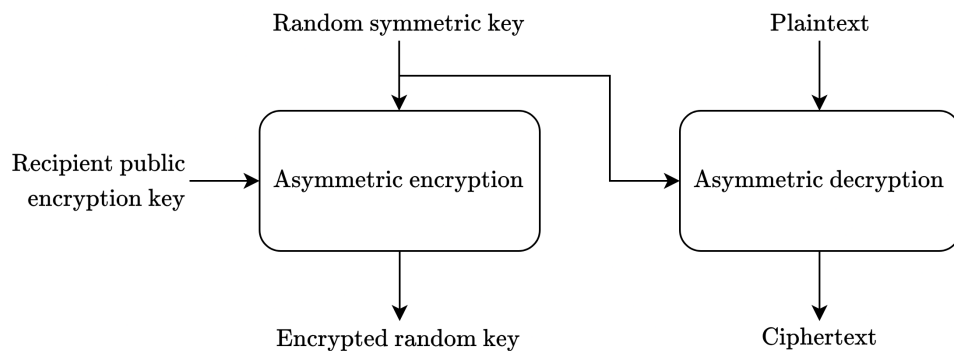 Random symmetric key
Plaintext
Recipient public
encryption key
Asymmetric encryption
Asymmetric decryption
Encrypted random key
Ciphertext